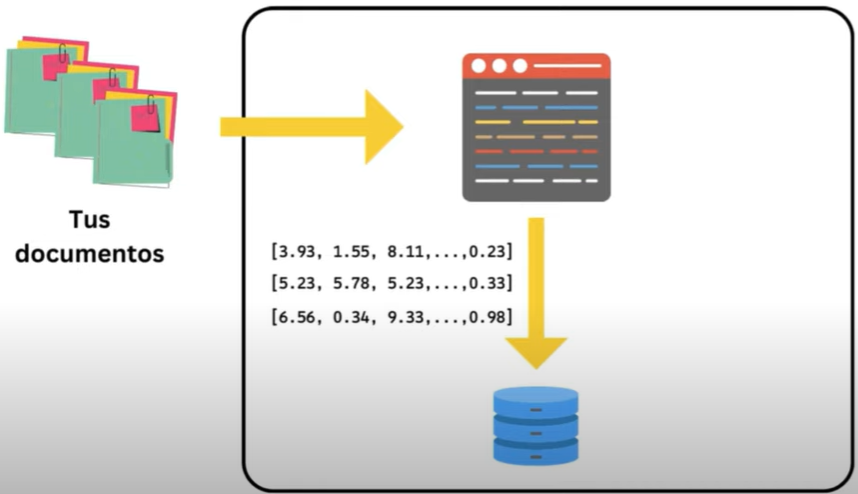 Tus
documentos
[3.93, 1.55, 8.11,...,0.23]
[5.23, 5.78, 5.23,...,0.33]
[6.56, 0.34, 9.33,...,0.98]